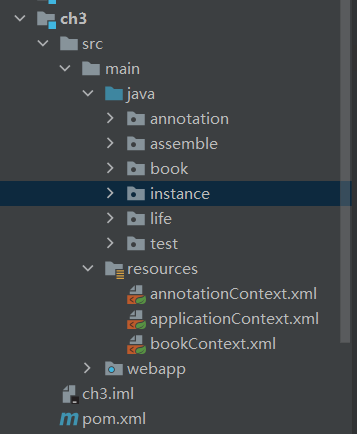 ch3
src
main
java
annotation
assemble
book
instance
life
test
resources
annotationContext.xml
applicationContext.xml
bookContext.xml
webapp
ch3.iml
pom.xml